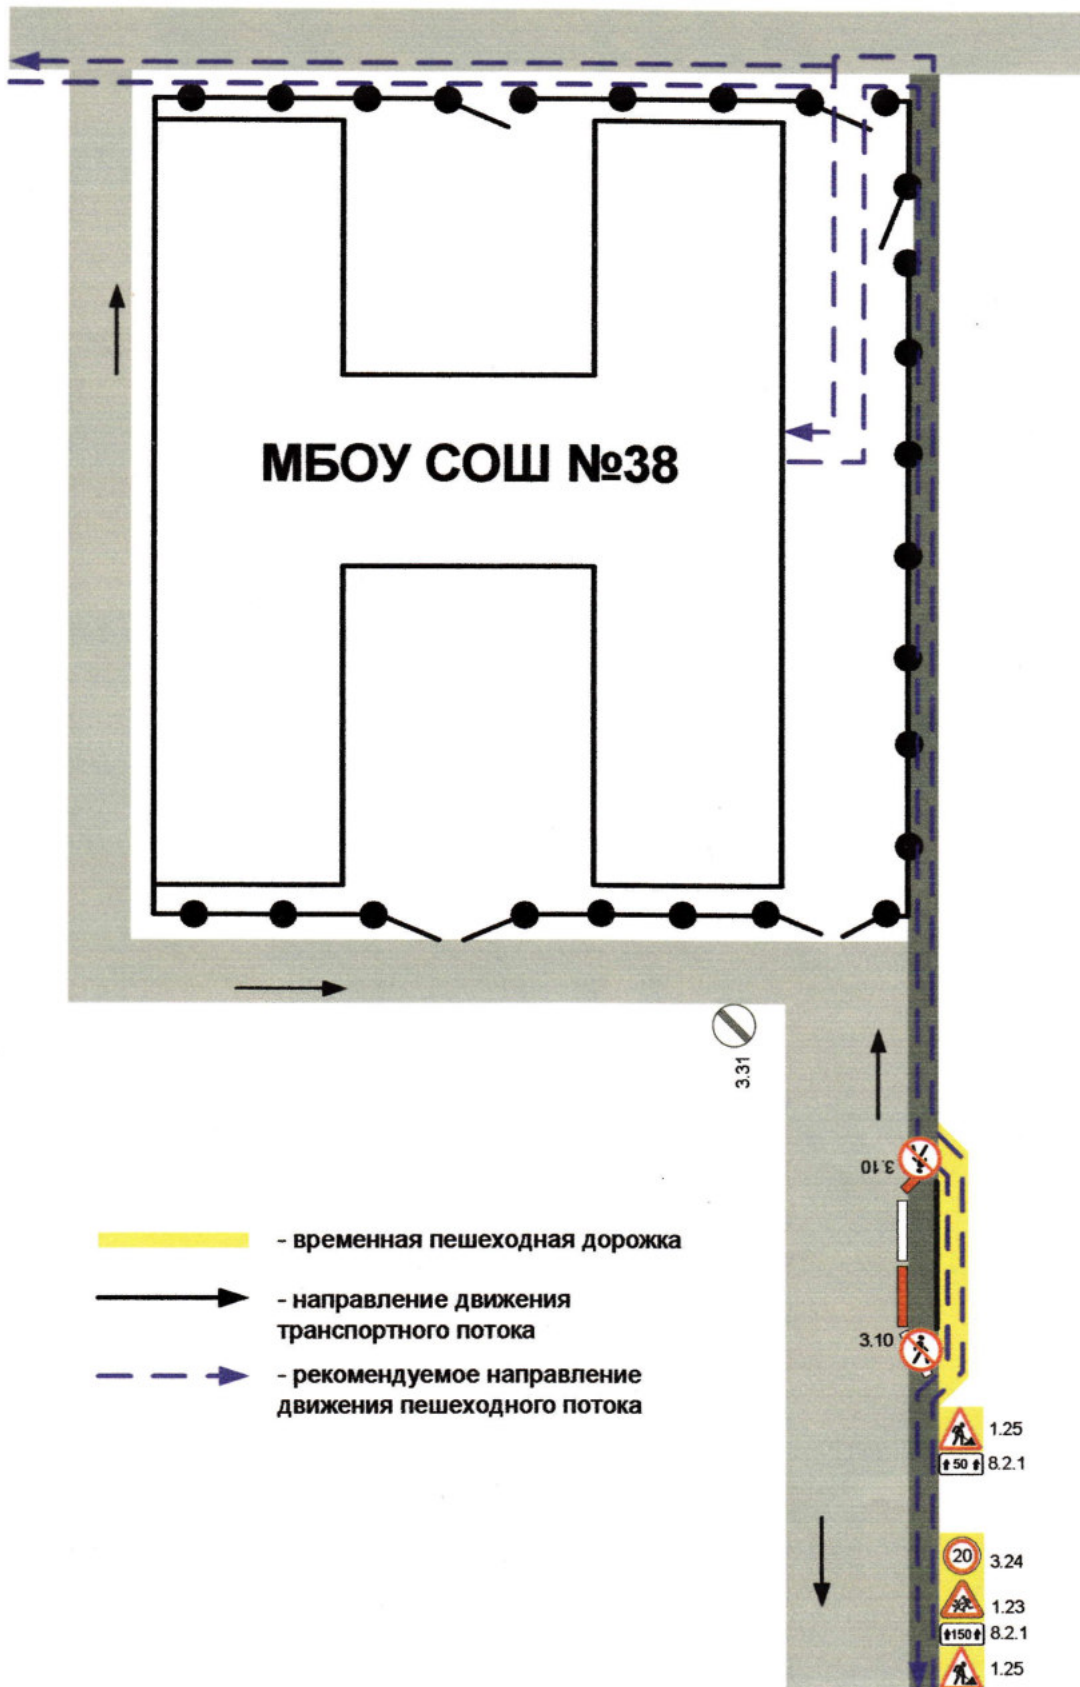 МБОУ СОШ №38
3.31
3.10
- временная пешеходная дорожка
- направление движения
транспортного потока
3.10
- рекомендуемое направление
движения пешеходного потока
1.25
50 8.2.1
20 3.24
1.23
150 8.2.1
1.25